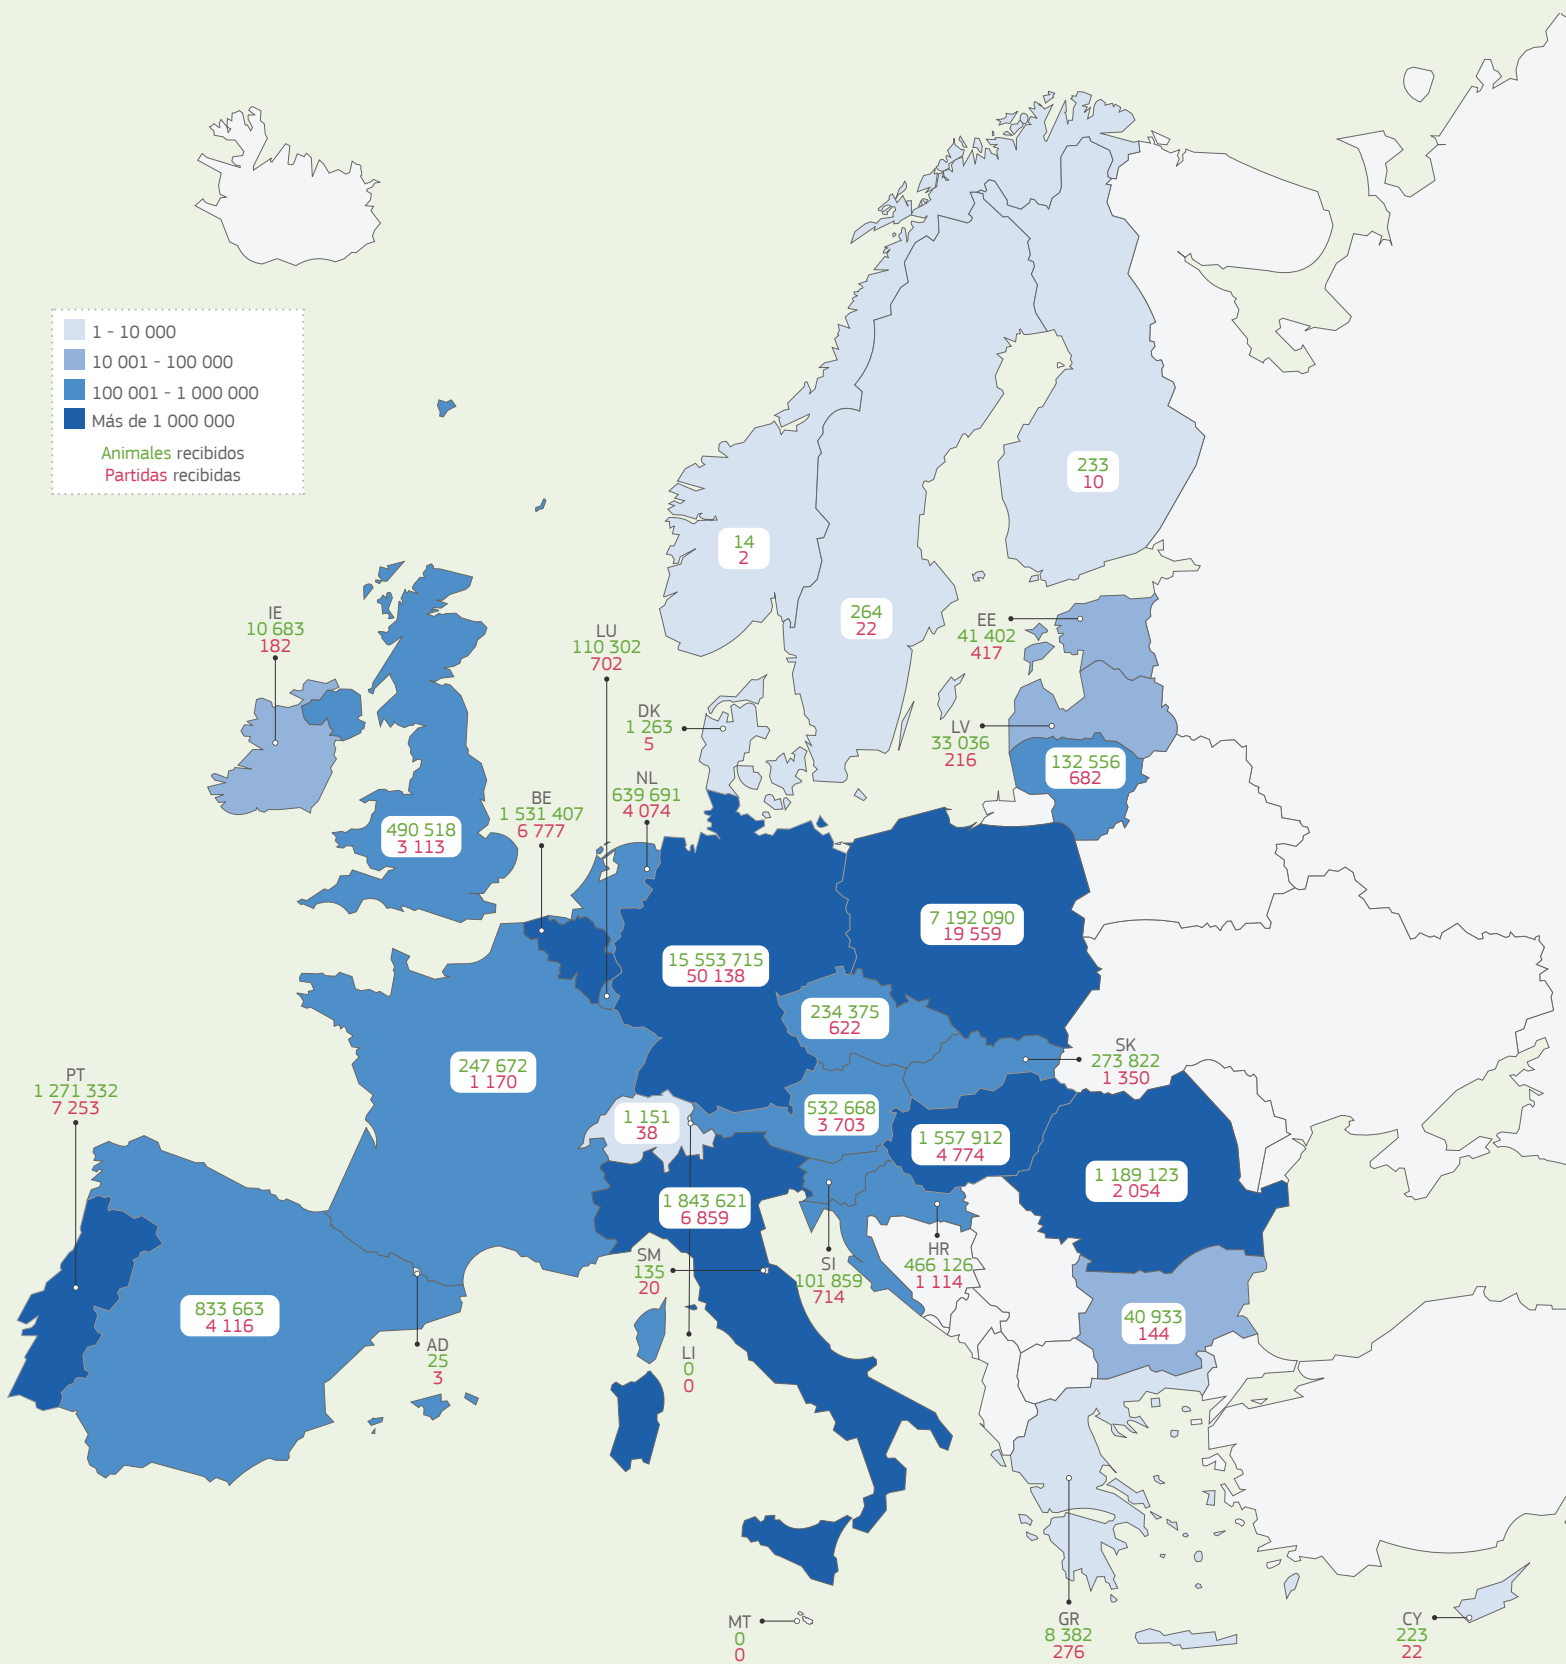 1 - 10 000
10 001 - 100 000
100 001 - 1 000 000
Más de 1 000 000
Animales recibidos
Partidas recibidas
233
10
14
2
264
22
IE
10 683
182
LU
110 302
702
EE
41 402
417
DK
1 263
5
LV
33 036
216
132 556
682
NL
639 691
4 074
BE
1 531 407
6 777
490 518
3 113
7 192 090
19 559
15 553 715
50 138
234 375
622
SK
273 822
1 350
247 672
1 170
PT
1 271 332
7 253
1 151
38
532 668
3 703
1 557 912
4 774
1 189 123
2 054
1 843 621
6 859
SM
135
20
SI
101 859
714
HR
466 126
1 114
833 663
4 116
40 933
144
AD
25
3
LI
0
0
MT
0
0
GR
8 382
276
CY
223
22